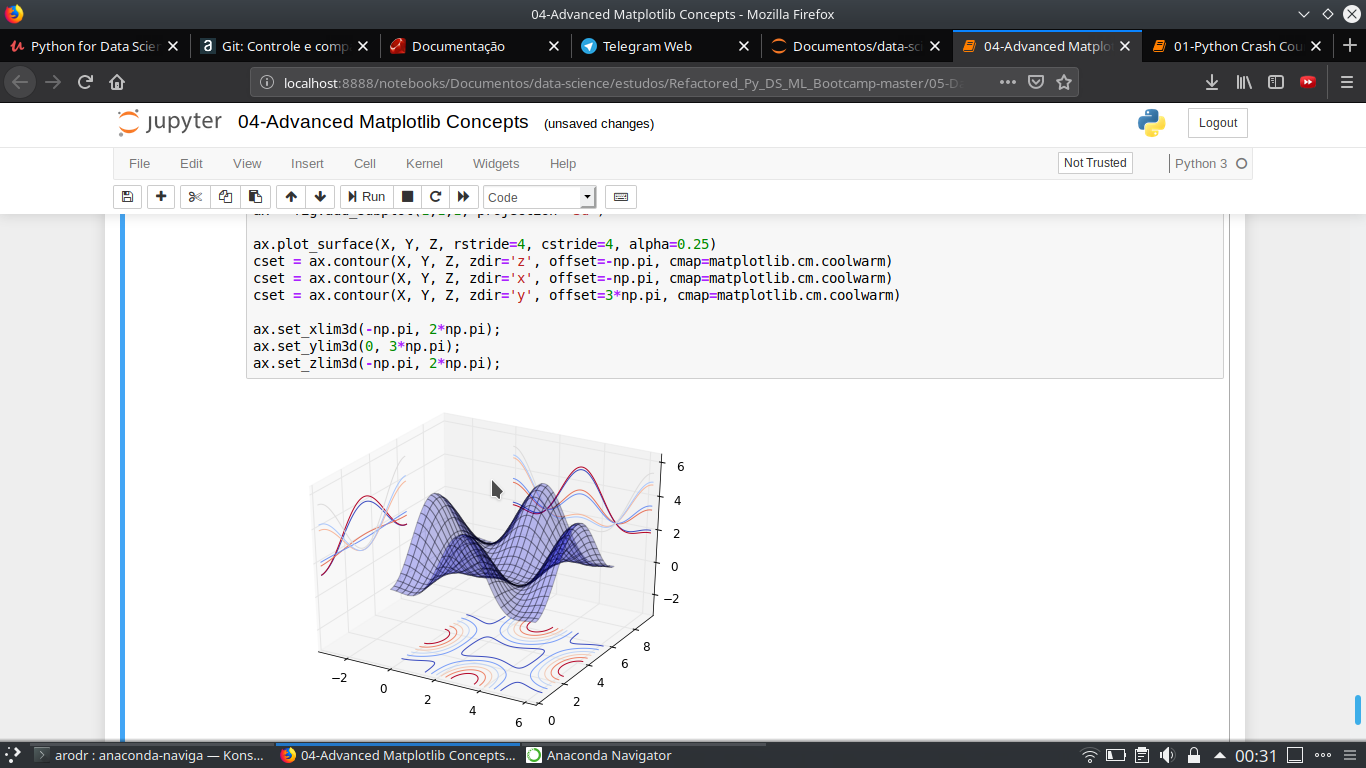 04-Advanced Matplotlib Concepts - Mozilla Firefox
Python for Data Scien
Git: Controle e comp
Documentação
Telegram Web
Documentos/data-sc
04-Advanced Matplo
01-Python Crash Cou
localhost:8888/notebooks/Documentos/data-science/estudos/Refactored_Py_DS_ML_Bootcamp-master/05-Da
jupyter 04-Advanced Matplotlib Concepts (unsaved changes)
Logout
File Edit View Insert Cell Kernel Widgets Help
Not Trusted
Python 3
Run
Code
ax.plot_surface(X, Y, Z, rstride=4, cstride=4, alpha=0.25)
cset = ax.contour(X, Y, Z, zdir='z', offset=-np.pi, cmap=matplotlib.cm.coolwarm)
cset = ax.contour(X, Y, Z, zdir='x', offset=-np.pi, cmap=matplotlib.cm.coolwarm)
cset = ax.contour(X, Y, Z, zdir='y', offset=3*np.pi, cmap=matplotlib.cm.coolwarm)
ax.set_xlim3d(-np.pi, 2*np.pi);
ax.set_ylim3d(0, 3*np.pi);
ax.set_zlim3d(-np.pi, 2*np.pi);
6
4
2
0
−2
8
6
4
2
0
−2
0
2
4
6
arodr : anaconda-naviga — Kons...
04-Advanced Matplotlib Concepts...
Anaconda Navigator
00:31